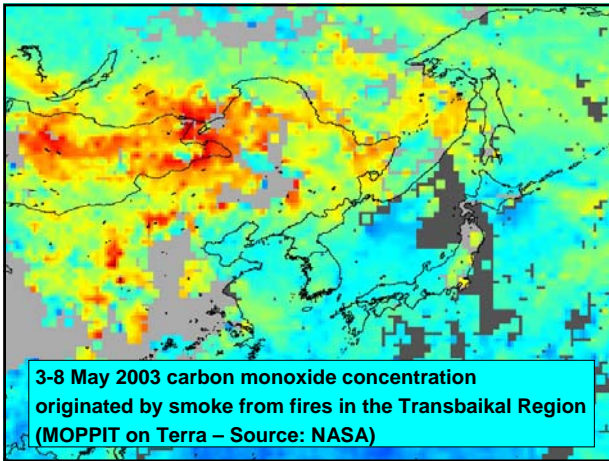 3-8 May 2003 carbon monoxide concentration
originated by smoke from fires in the Transbaikal Region
(MOPPIT on Terra – Source: NASA)